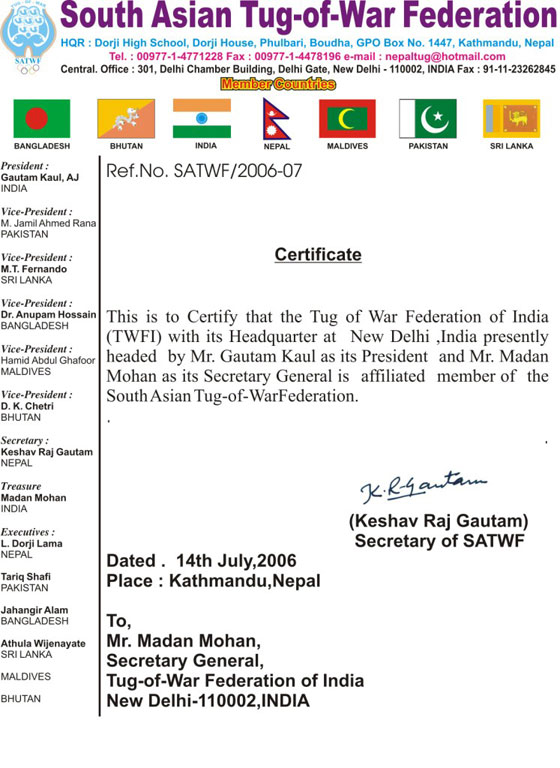 South Asian Tug-of-War Federation
SATWF
HQR : Dorji High School, Dorji House, Phulbari, Boudha, GPO Box No. 1447, Kathmandu, Nepal
Tel. : 00977-1-4771228 Fax : 00977-1-4478196 e-mail : nepaltug@hotmail.com
Central. Office : 301, Delhi Chamber Building, Delhi Gate, New Delhi - 110002, INDIA Fax : 91-11-23262845
Member Countries
BANGLADESH BHUTAN INDIA NEPAL MALDIVES PAKISTAN SRI LANKA
President :
Gautam Kaul, AJ
INDIA
Vice-President :
M. Jamil Ahmed Rana
PAKISTAN
Vice-President :
M.T. Fernando
SRI LANKA
Vice-President :
Dr. Anupam Hossain
BANGLADESH
Vice-President :
Hamid Abdul Ghafoor
MALDIVES
Vice-President :
D. K. Chetri
BHUTAN
Secretary :
Keshav Raj Gautam
NEPAL
Treasure
Madan Mohan
INDIA
Executives :
L. Dorji Lama
NEPAL
Tariq Shafi
PAKISTAN
Jahangir Alam
BANGLADESH
Athula Wijenayate
SRI LANKA
MALDIVES
BHUTAN
Ref.No. SATWF/2006-07
Certificate
This is to Certify that the Tug of War Federation of India
(TWFI) with its Headquarter at New Delhi ,India presently
headed by Mr. Gautam Kaul as its President and Mr. Madan
Mohan as its Secretary General is affiliated member of the
South Asian Tug-of-WarFederation.
K.R-Gautam
(Keshav Raj Gautam)
Secretary of SATWF
Dated . 14th July,2006
Place : Kathmandu,Nepal
To,
Mr. Madan Mohan,
Secretary General,
Tug-of-War Federation of India
New Delhi-110002,INDIA